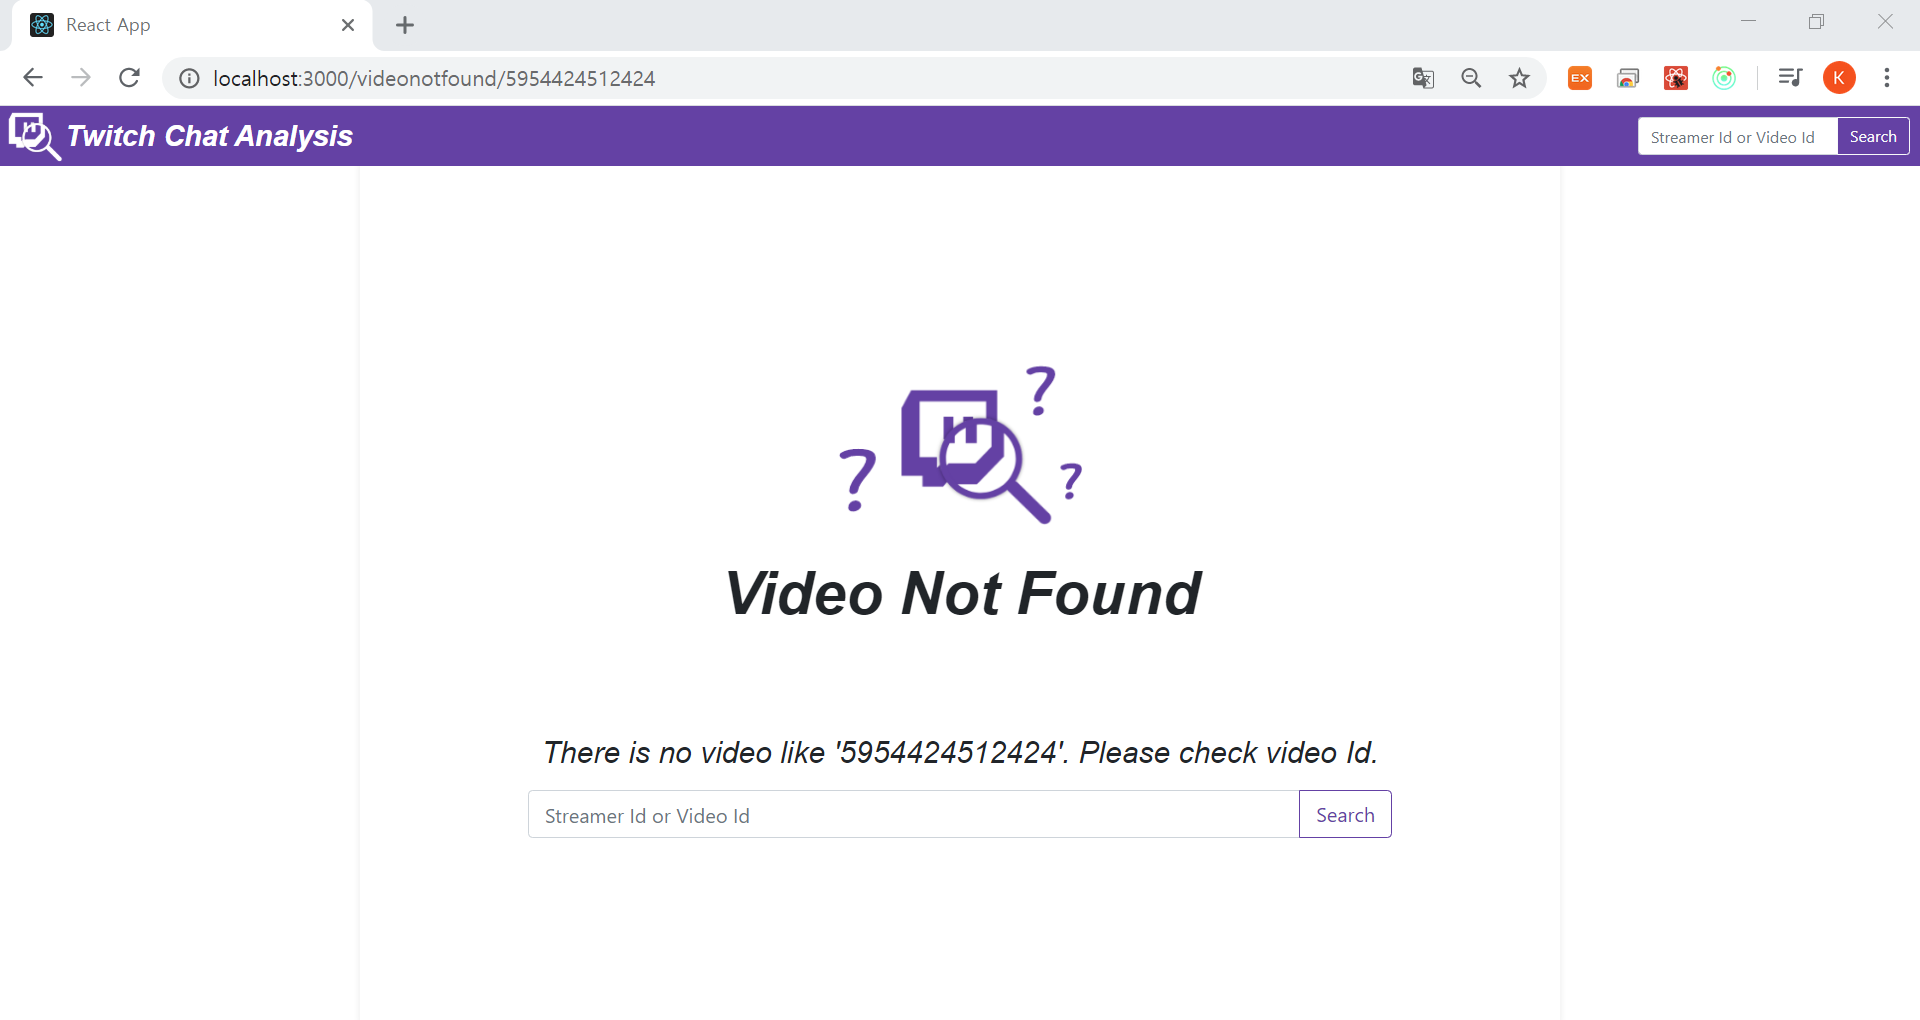 React App
localhost:3000/videonotfound/5954424512424
EX
K
Twitch Chat Analysis
Streamer Id or Video Id
Search
?
?
?
Video Not Found
There is no video like '5954424512424'. Please check video Id.
Streamer Id or Video Id
Search